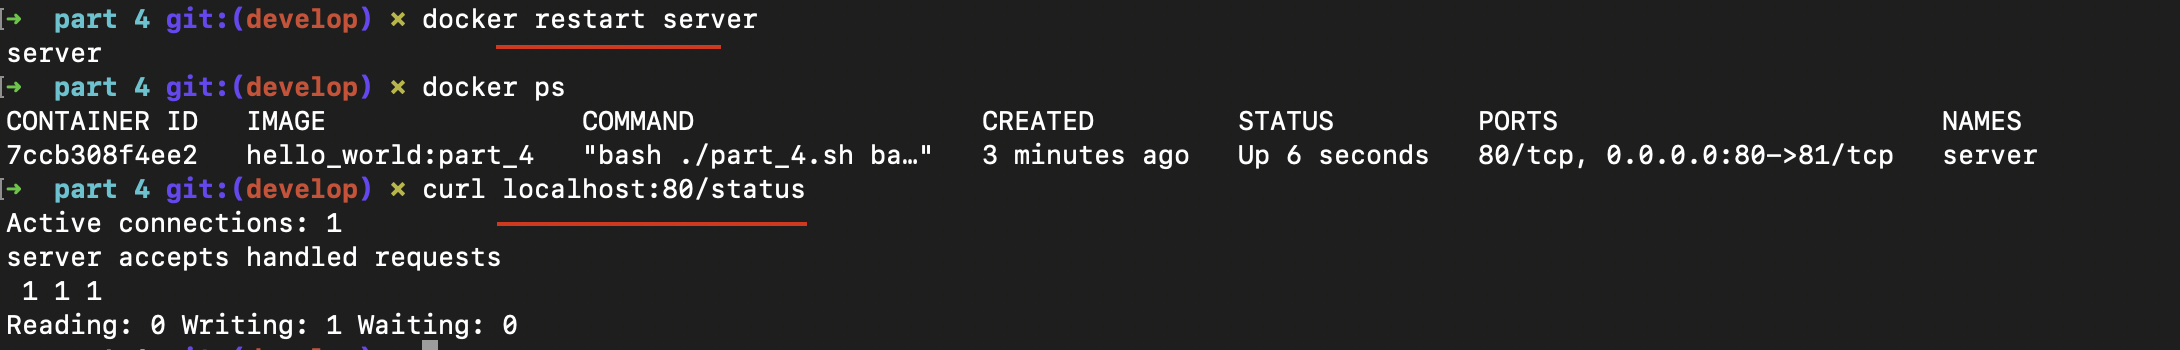 ➜  part 4 git:(develop) ✗ docker restart server
server
➜  part 4 git:(develop) ✗ docker ps
CONTAINER ID   IMAGE                COMMAND                  CREATED         STATUS         PORTS                        NAMES
7ccb308f4ee2   hello_world:part_4   "bash ./part_4.sh ba…"   3 minutes ago   Up 6 seconds   80/tcp, 0.0.0.0:80->81/tcp   server
➜  part 4 git:(develop) ✗ curl localhost:80/status
Active connections: 1
server accepts handled requests
 1 1 1
Reading: 0 Writing: 1 Waiting: 0